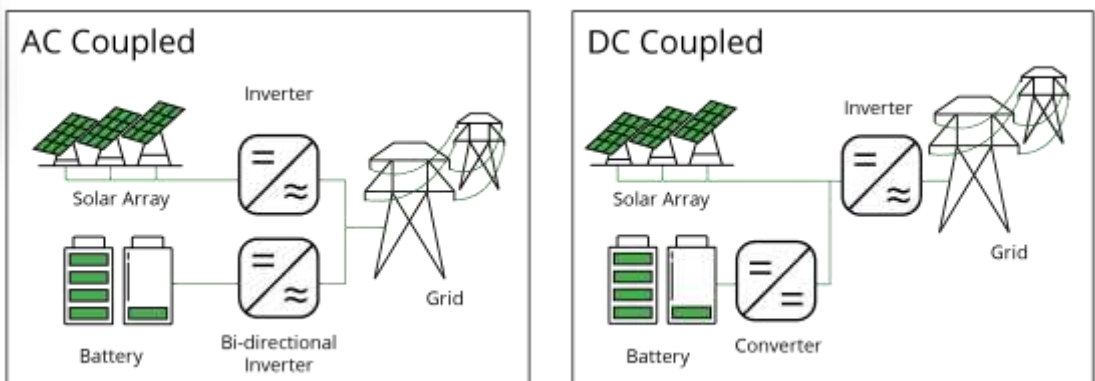 AC Coupled
Inverter
Solar Array
Battery
Bi-directional
Inverter
Grid
DC Coupled
Inverter
Solar Array
Battery
Converter
Grid